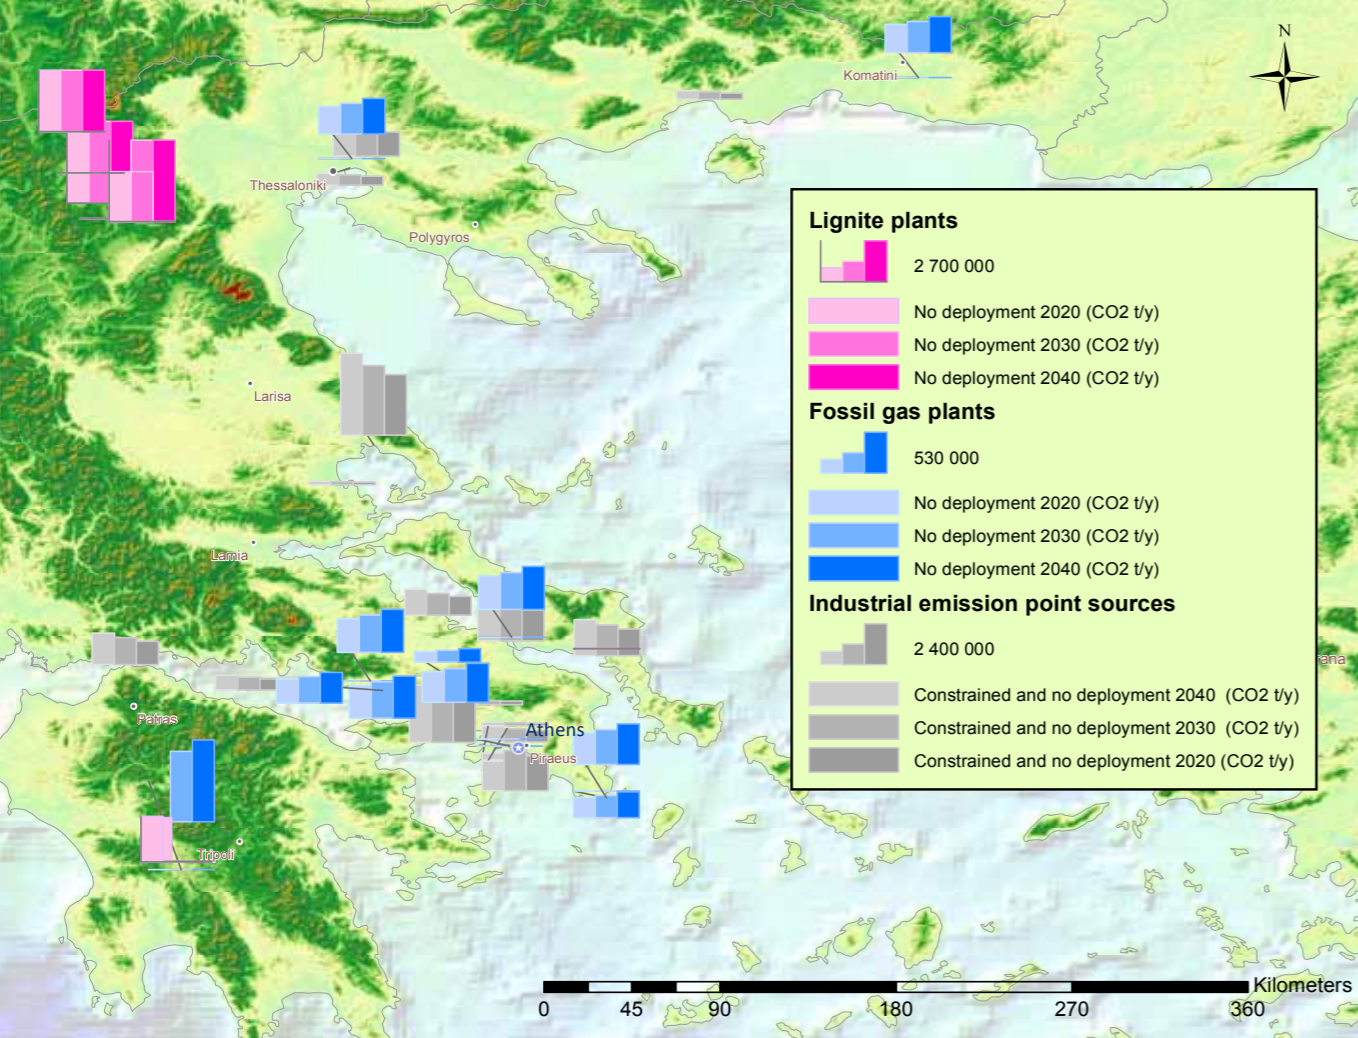 N
Komatini
Thessaloniki
Polygyros
Larisa
Lamia
Patras
Athens
Piraeus
Tripoli
rana
Lignite plants
2 700 000
No deployment 2020 (CO2 t/y)
No deployment 2030 (CO2 t/y)
No deployment 2040 (CO2 t/y)
Fossil gas plants
530 000
No deployment 2020 (CO2 t/y)
No deployment 2030 (CO2 t/y)
No deployment 2040 (CO2 t/y)
Industrial emission point sources
2 400 000
Constrained and no deployment 2040 (CO2 t/y)
Constrained and no deployment 2030 (CO2 t/y)
Constrained and no deployment 2020 (CO2 t/y)
Kilometers
0 45 90 180 270 360